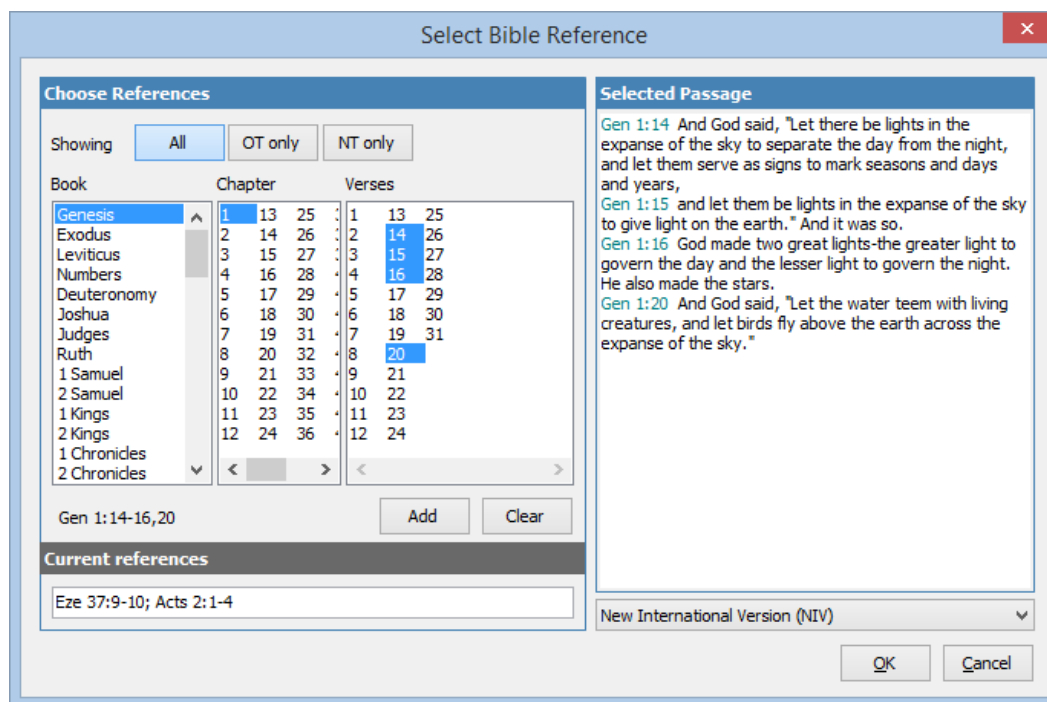 Select Bible Reference
×
Choose References
Showing All OT only NT only
Book Chapter Verses
Genesis
Exodus
Leviticus
Numbers
Deuteronomy
Joshua
Judges
Ruth
1 Samuel
2 Samuel
1 Kings
2 Kings
1 Chronicles
2 Chronicles
1 13 25
2 14 26
3 15 27
4 16 28
5 17 29
6 18 30
7 19 31
8 20 32
9 21 33
10 22 34
11 23 35
12 24 36
1 13 25
2 14 26
3 15 27
4 16 28
5 17 29
6 18 30
7 19 31
8 20
9 21
10 22
11 23
12 24
Gen 1:14-16,20
Add Clear
Current references
Eze 37:9-10; Acts 2:1-4
Selected Passage
Gen 1:14 And God said, "Let there be lights in the
expanse of the sky to separate the day from the night,
and let them serve as signs to mark seasons and days
and years,
Gen 1:15 and let them be lights in the expanse of the sky
to give light on the earth." And it was so.
Gen 1:16 God made two great lights-the greater light to
govern the day and the lesser light to govern the night.
He also made the stars.
Gen 1:20 And God said, "Let the water teem with living
creatures, and let birds fly above the earth across the
expanse of the sky."
New International Version (NIV)
OK Cancel